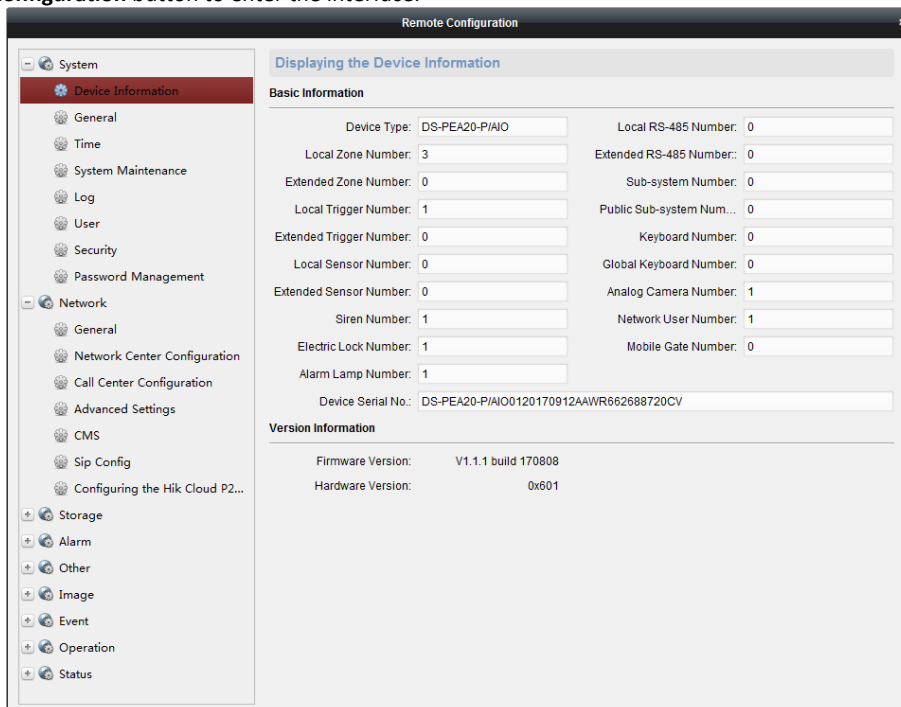 Configuration button to enter the interface.
Remote Configuration
System
Device Information
General
Time
System Maintenance
Log
User
Security
Password Management
Network
General
Network Center Configuration
Call Center Configuration
Advanced Settings
CMS
Sip Config
Configuring the Hik Cloud P2...
Storage
Alarm
Other
Image
Event
Operation
Status
Displaying the Device Information
Basic Information
Device Type: DS-PEA20-P/AIO Local RS-485 Number: 0
Local Zone Number: 3 Extended RS-485 Number:: 0
Extended Zone Number: 0 Sub-system Number: 0
Local Trigger Number: 1 Public Sub-system Num... 0
Extended Trigger Number: 0 Keyboard Number: 0
Local Sensor Number: 0 Global Keyboard Number: 0
Extended Sensor Number: 0 Analog Camera Number: 1
Siren Number: 1 Network User Number: 1
Electric Lock Number: 1 Mobile Gate Number: 0
Alarm Lamp Number: 1
Device Serial No.: DS-PEA20-P/AIO0120170912AAWR662688720CV
Version Information
Firmware Version: V1.1.1 build 170808
Hardware Version: 0x601